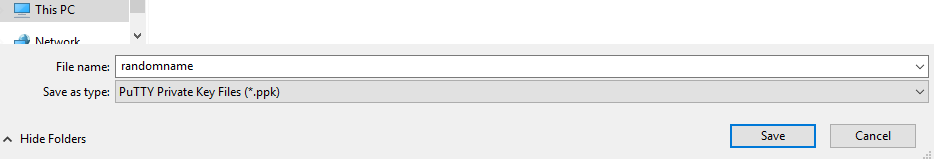 This PC
Network
File name: randomname
Save as type: PuTTY Private Key Files (*.ppk)
Hide Folders Save Cancel